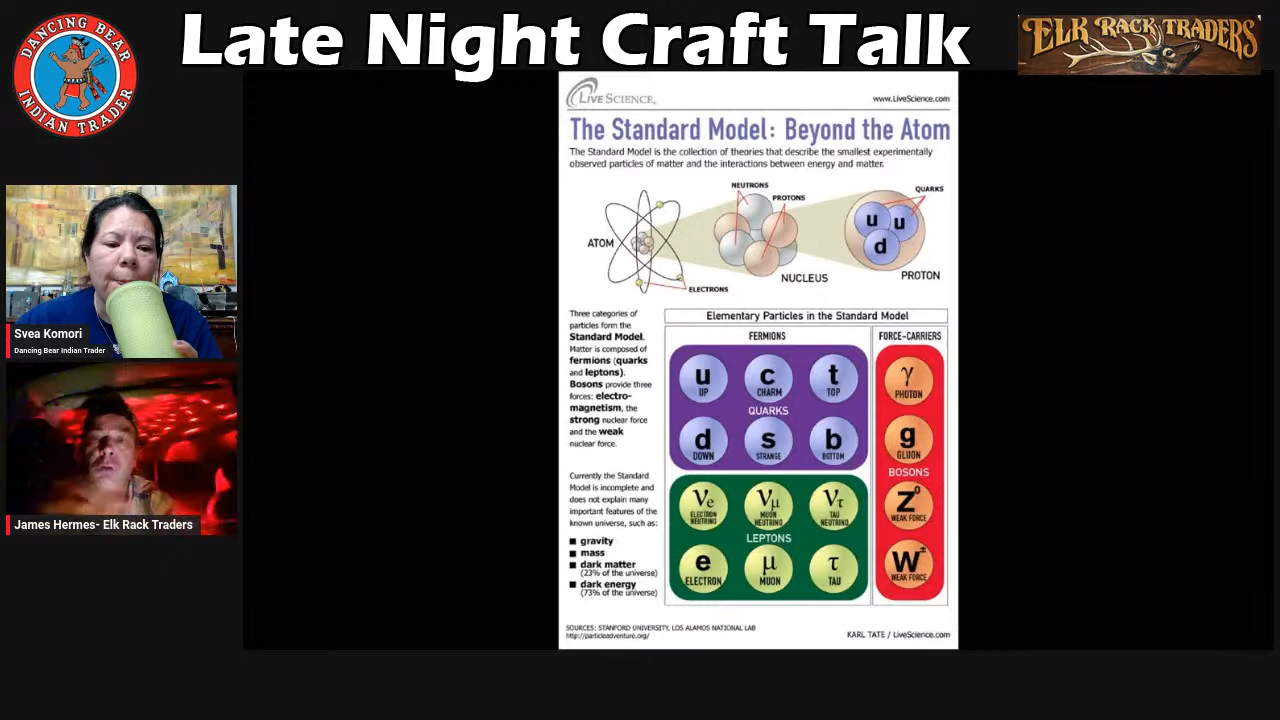 DANCING BEAR
INDIAN TRADER
Late Night Craft Talk
ELK RACK TRADERS
Svea Komori
Dancing Bear Indian Trader
James Hermes- Elk Rack Traders
LIVESCIENCE
www.LiveScience.com
The Standard Model: Beyond the Atom
The Standard Model is the collection of theories that describe the smallest experimentally
observed particles of matter and the interactions between energy and matter.
NEUTRONS
PROTONS
QUARKS
ATOM
u
u
d
NUCLEUS
PROTON
ELECTRONS
Three categories of
particles form the
Standard Model.
Matter is composed of
fermions (quarks
and leptons).
Bosons provide three
forces: electro-
magnetism, the
strong nuclear force
and the weak
nuclear force.
Currently the Standard
Model is incomplete and
does not explain many
important features of the
known universe, such as:
■ gravity
■ mass
■ dark matter
(23% of the universe)
■ dark energy
(73% of the universe)
Elementary Particles in the Standard Model
FERMIONS
FORCE-CARRIERS
u c t
UP CHARM TOP
QUARKS
d s b
DOWN STRANGE BOTTOM
νe νμ ντ
ELECTRON NEUTRINO
MUON NEUTRINO
TAU NEUTRINO
LEPTONS
e μ τ
ELECTRON MUON TAU
γ
PHOTON
g
GLUON
BOSONS
Z⁰
WEAK FORCE
W±
WEAK FORCE
SOURCES: STANFORD UNIVERSITY, LOS ALAMOS NATIONAL LAB
http://particleadventure.org/
KARL TATE / LiveScience.com